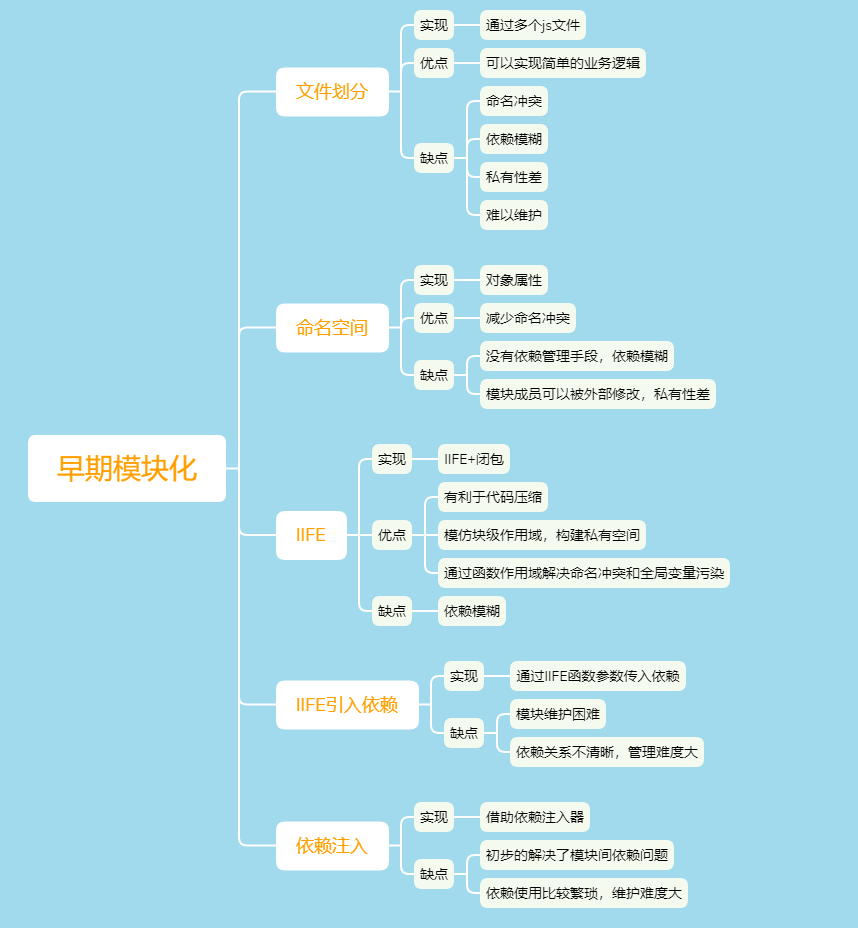 早期模块化
文件划分
实现
通过多个js文件
优点
可以实现简单的业务逻辑
缺点
命名冲突
依赖模糊
私有性差
难以维护
命名空间
实现
对象属性
优点
减少命名冲突
缺点
没有依赖管理手段，依赖模糊
模块成员可以被外部修改，私有性差
IIFE
实现
IIFE+闭包
优点
有利于代码压缩
模仿块级作用域，构建私有空间
通过函数作用域解决命名冲突和全局变量污染
缺点
依赖模糊
IIFE引入依赖
实现
通过IIFE函数参数传入依赖
缺点
模块维护困难
依赖关系不清晰，管理难度大
依赖注入
实现
借助依赖注入器
缺点
初步的解决了模块间依赖问题
依赖使用比较繁琐，维护难度大